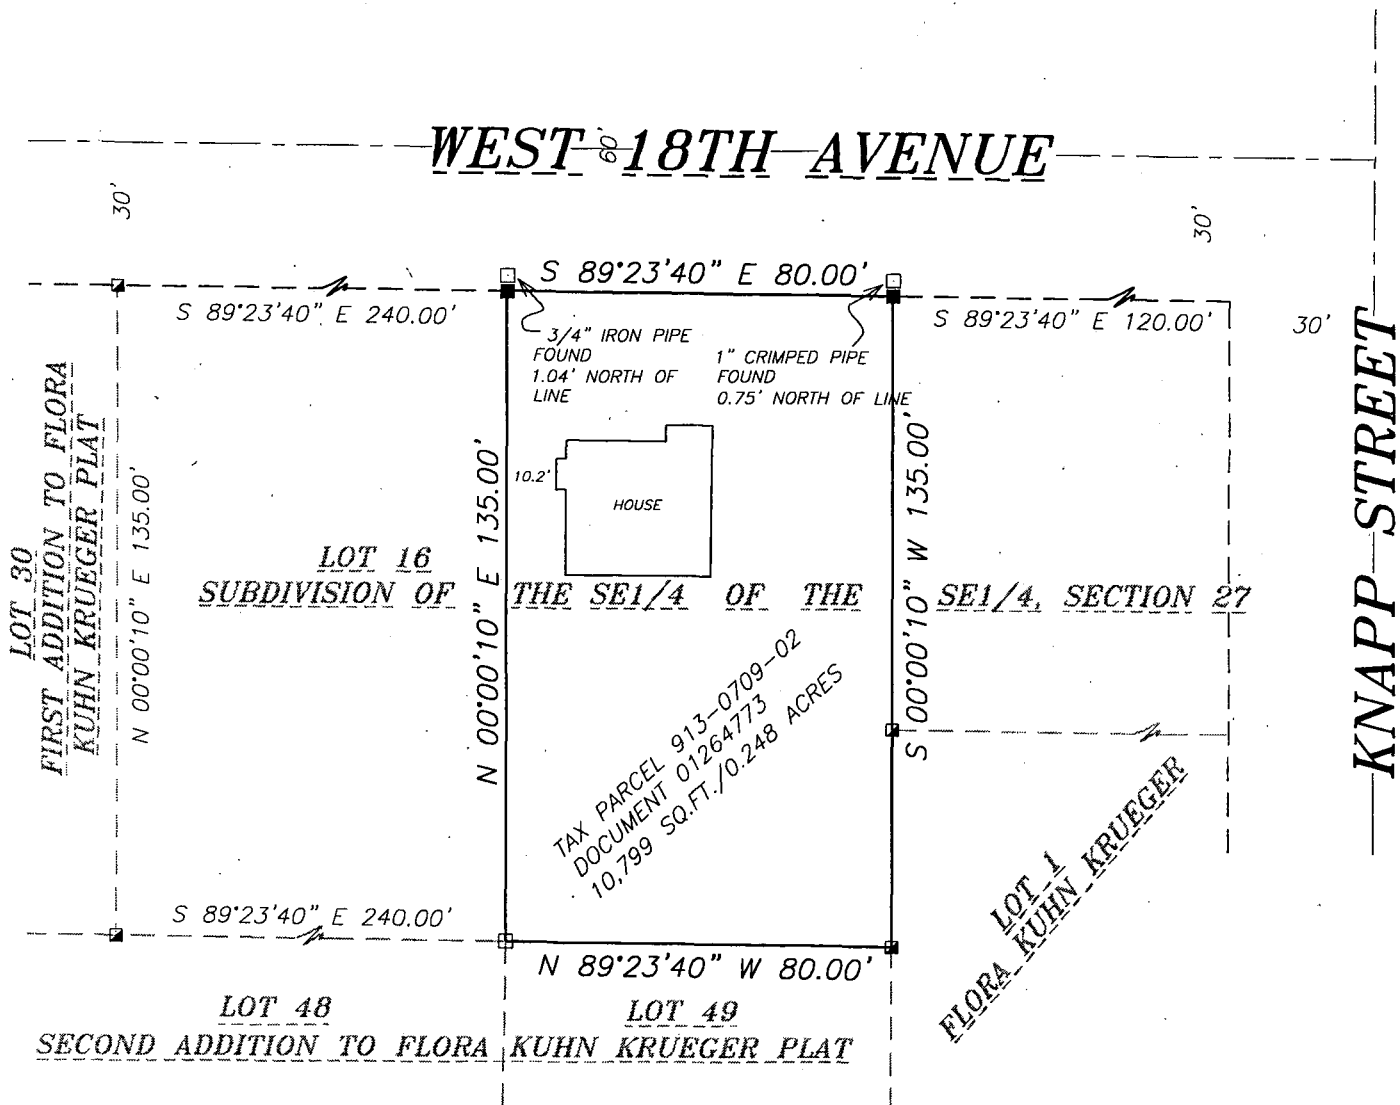 WEST 18TH AVENUE
60'
30'
30'
S 89°23'40" E 80.00'
S 89°23'40" E 240.00'
S 89°23'40" E 120.00'
30'
3/4" IRON PIPE
FOUND
1.04' NORTH OF
LINE
1" CRIMPED PIPE
FOUND
0.75' NORTH OF LINE
KNAPP STREET
LOT 30
FIRST ADDITION TO FLORA
KUHN KRUEGER PLAT
N 00°00'10" E 135.00'
N 00°00'10" E 135.00'
10.2'
HOUSE
S 00°00'10" W 135.00'
LOT 16
SUBDIVISION OF THE SE1/4 OF THE SE1/4, SECTION 27
TAX PARCEL 913-0709-02
DOCUMENT 01264773
10,799 SQ.FT./0.248 ACRES
LOT 1
FLORA KUHN KRUEGER
S 89°23'40" E 240.00'
N 89°23'40" W 80.00'
LOT 48
LOT 49
SECOND ADDITION TO FLORA KUHN KRUEGER PLAT